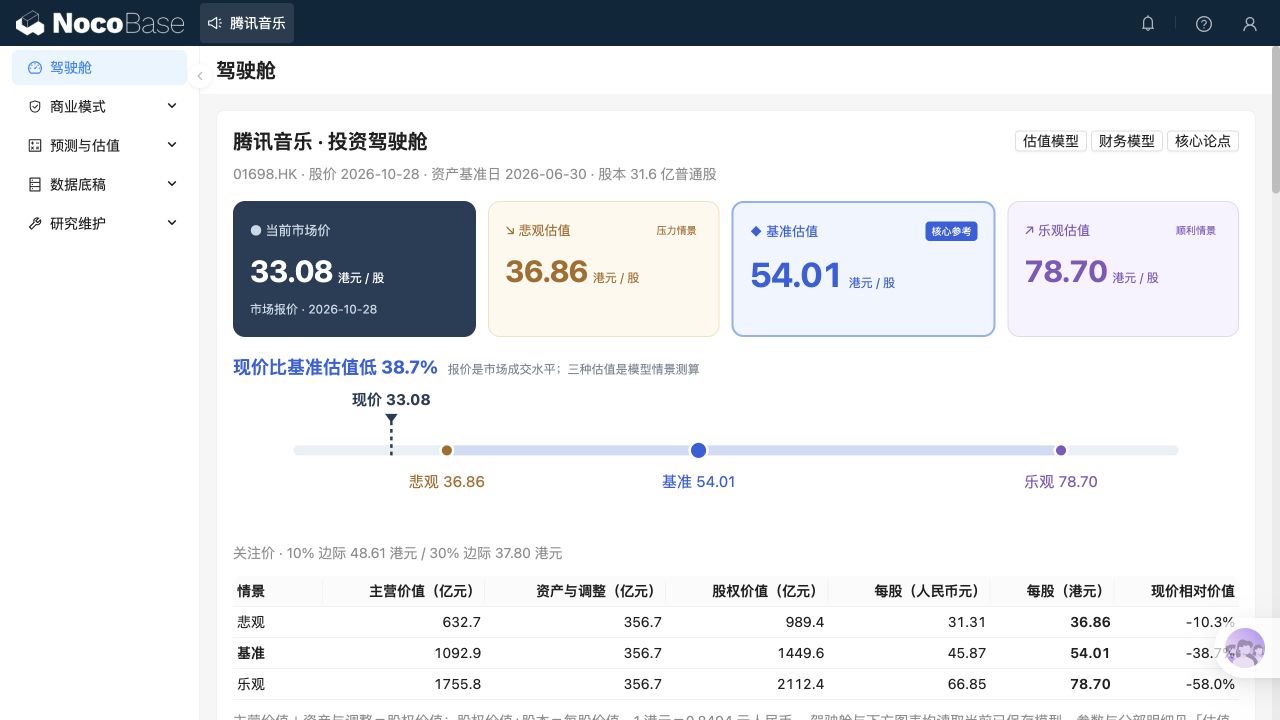 NocoBase
腾讯音乐
驾驶舱
商业模式
预测与估值
数据底稿
研究维护
驾驶舱
腾讯音乐 · 投资驾驶舱
估值模型 财务模型 核心论点
01698.HK · 股价 2026-10-28 · 资产基准日 2026-06-30 · 股本 31.6 亿普通股
当前市场价
33.08 港元 / 股
市场报价 · 2026-10-28
↘ 悲观估值 压力情景
36.86 港元 / 股
◆ 基准估值 核心参考
54.01 港元 / 股
↗ 乐观估值 顺利情景
78.70 港元 / 股
现价比基准估值低 38.7% 报价是市场成交水平；三种估值是模型情景测算
现价 33.08
悲观 36.86 基准 54.01 乐观 78.70
关注价 · 10% 边际 48.61 港元 / 30% 边际 37.80 港元
情景 主营价值（亿元） 资产与调整（亿元） 股权价值（亿元） 每股（人民币元） 每股（港元） 现价相对价值
悲观 632.7 356.7 989.4 31.31 36.86 -10.3%
基准 1092.9 356.7 1449.6 45.87 54.01 -38.7%
乐观 1755.8 356.7 2112.4 66.85 78.70 -58.0%